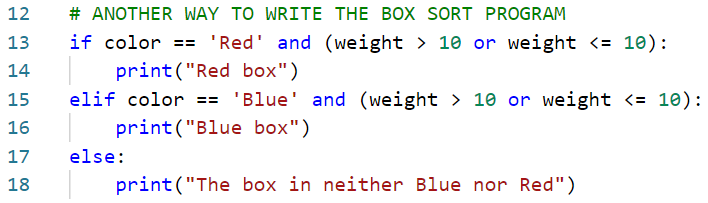 12 # ANOTHER WAY TO WRITE THE BOX SORT PROGRAM
13 if color == 'Red' and (weight > 10 or weight <= 10):
14     print("Red box")
15 elif color == 'Blue' and (weight > 10 or weight <= 10):
16     print("Blue box")
17 else:
18     print("The box in neither Blue nor Red")